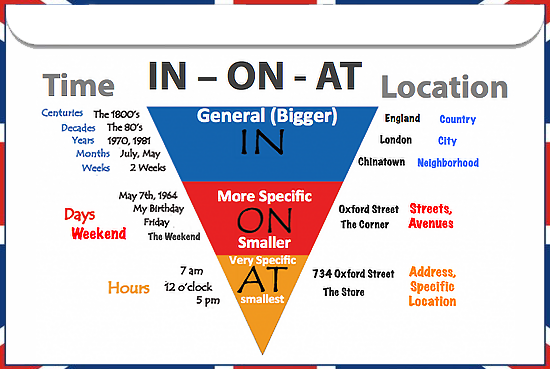 Time
IN – ON - AT
Location
Centuries The 1800's
Decades The 80's
Years 1970, 1981
Months July, May
Weeks 2 Weeks
General (Bigger)
IN
England Country
London City
Chinatown Neighborhood
Days
Weekend
May 7th, 1964
My Birthday
Friday
The Weekend
More Specific
ON
Smaller
Oxford Street
The Corner
Streets,
Avenues
Hours
7 am
12 o'clock
5 pm
Very Specific
AT
smallest
734 Oxford Street
The Store
Address,
Specific
Location